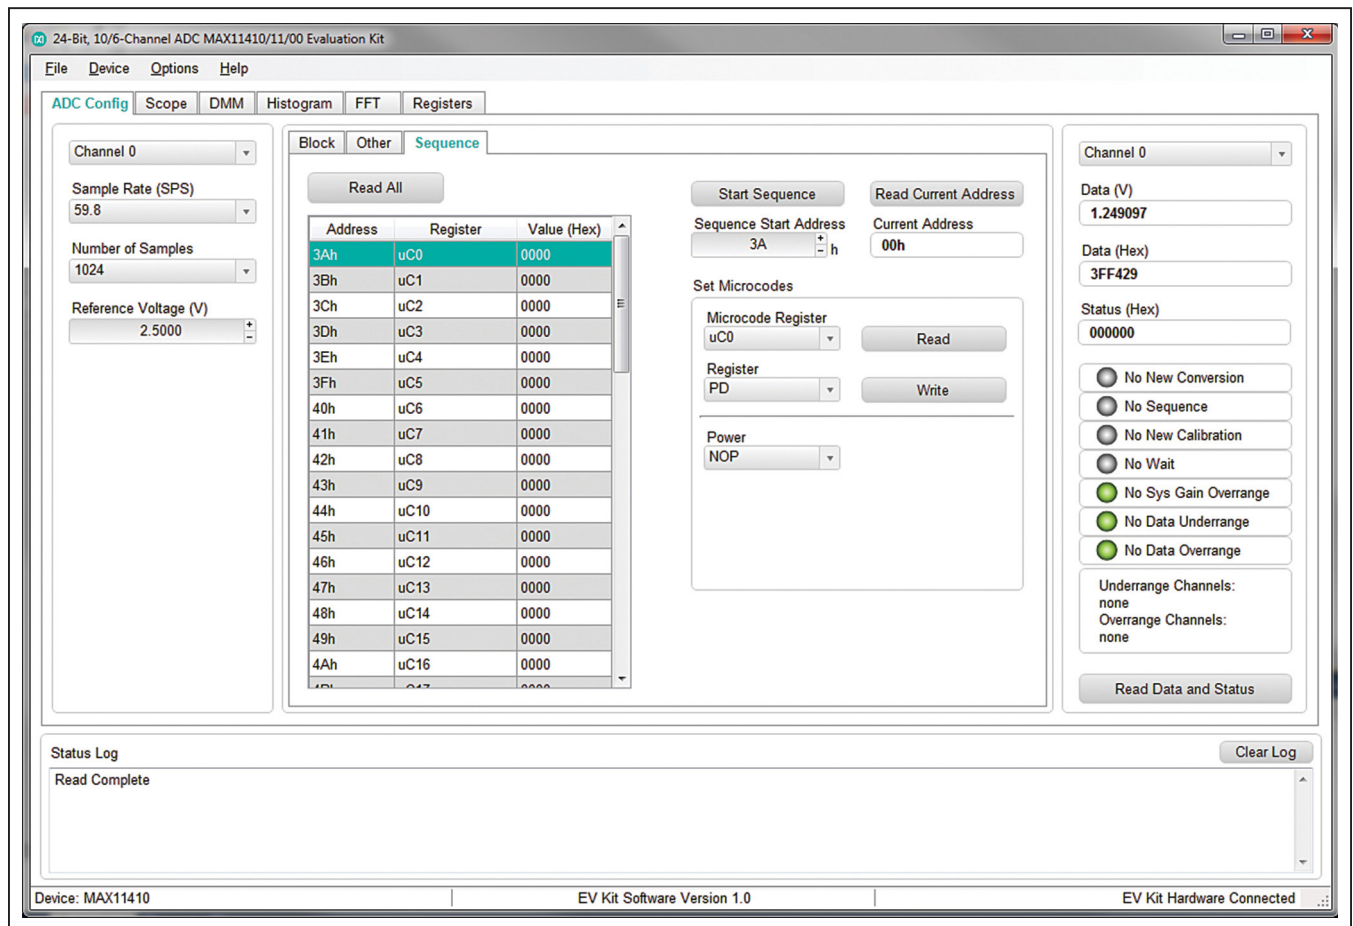 24-Bit, 10/6-Channel ADC MAX11410/11/00 Evaluation Kit
File Device Options Help
ADC Config Scope DMM Histogram FFT Registers
Channel 0
Sample Rate (SPS)
59.8
Number of Samples
1024
Reference Voltage (V)
2.5000
Block Other Sequence
Read All
Address Register Value (Hex)
3Ah uC0 0000
3Bh uC1 0000
3Ch uC2 0000
3Dh uC3 0000
3Eh uC4 0000
3Fh uC5 0000
40h uC6 0000
41h uC7 0000
42h uC8 0000
43h uC9 0000
44h uC10 0000
45h uC11 0000
46h uC12 0000
47h uC13 0000
48h uC14 0000
49h uC15 0000
4Ah uC16 0000
Start Sequence Read Current Address
Sequence Start Address Current Address
3A h 00h
Set Microcodes
Microcode Register
uC0 Read
Register
PD Write
Power
NOP
Channel 0
Data (V)
1.249097
Data (Hex)
3FF429
Status (Hex)
000000
No New Conversion
No Sequence
No New Calibration
No Wait
No Sys Gain Overrange
No Data Underrange
No Data Overrange
Underrange Channels:
none
Overrange Channels:
none
Read Data and Status
Status Log Clear Log
Read Complete
Device: MAX11410 EV Kit Software Version 1.0 EV Kit Hardware Connected